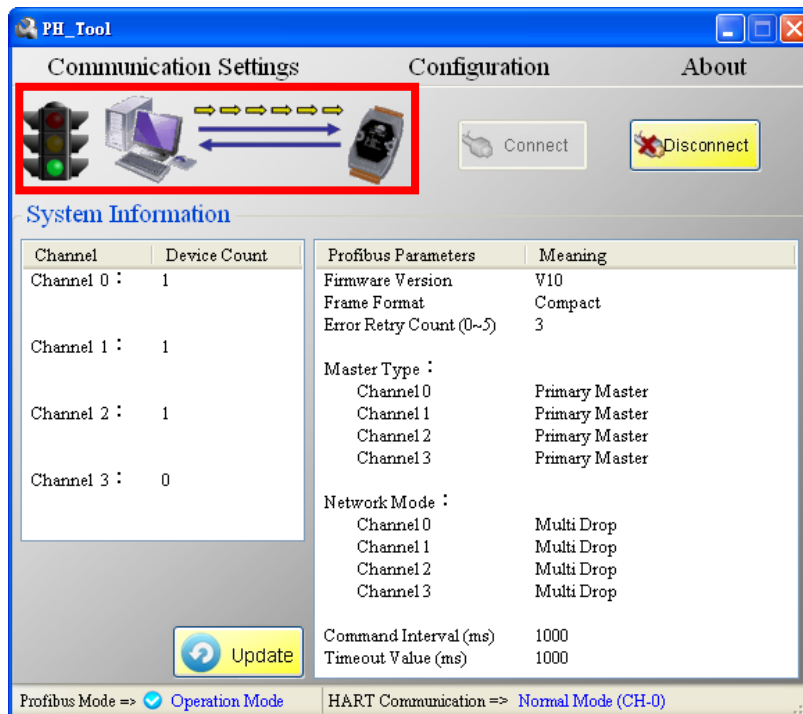 PH_Tool
Communication Settings Configuration About
Connect Disconnect
System Information
Channel Device Count
Channel 0： 1
Channel 1： 1
Channel 2： 1
Channel 3： 0
Update
Profibus Parameters Meaning
Firmware Version V10
Frame Format Compact
Error Retry Count (0~5) 3
Master Type：
Channel 0 Primary Master
Channel 1 Primary Master
Channel 2 Primary Master
Channel 3 Primary Master
Network Mode：
Channel 0 Multi Drop
Channel 1 Multi Drop
Channel 2 Multi Drop
Channel 3 Multi Drop
Command Interval (ms) 1000
Timeout Value (ms) 1000
Profibus Mode => Operation Mode HART Communication => Normal Mode (CH-0)